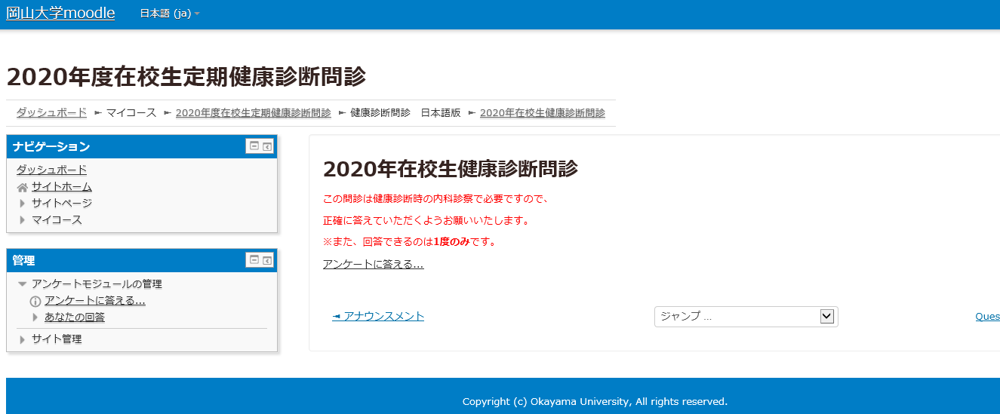 岡山大学moodle 日本語 (ja)
2020年度在校生定期健康診断問診
ダッシュボード ► マイコース ► 2020年度在校生定期健康診断問診 ► 健康診断問診　日本語版 ► 2020年在校生健康診断問診
ナビゲーション
ダッシュボード
サイトホーム
サイトページ
マイコース
管理
アンケートモジュールの管理
アンケートに答える...
あなたの回答
サイト管理
2020年在校生健康診断問診
この問診は健康診断時の内科診察で必要ですので、
正確に答えていただくようお願いいたします。
※また、回答できるのは1度のみです。
アンケートに答える...
◄ アナウンスメント ジャンプ ... Ques
Copyright (c) Okayama University, All rights reserved.